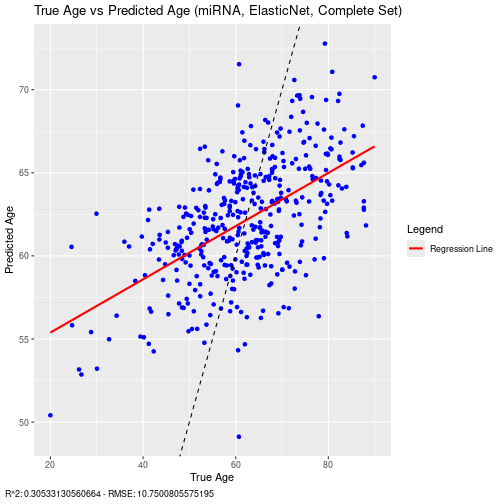 True Age vs Predicted Age (miRNA, ElasticNet, Complete Set)
70
65
60
55
50
Predicted Age
20
40
60
80
True Age
Legend
Regression Line
R^2: 0.30533130560664 - RMSE: 10.7500805575195